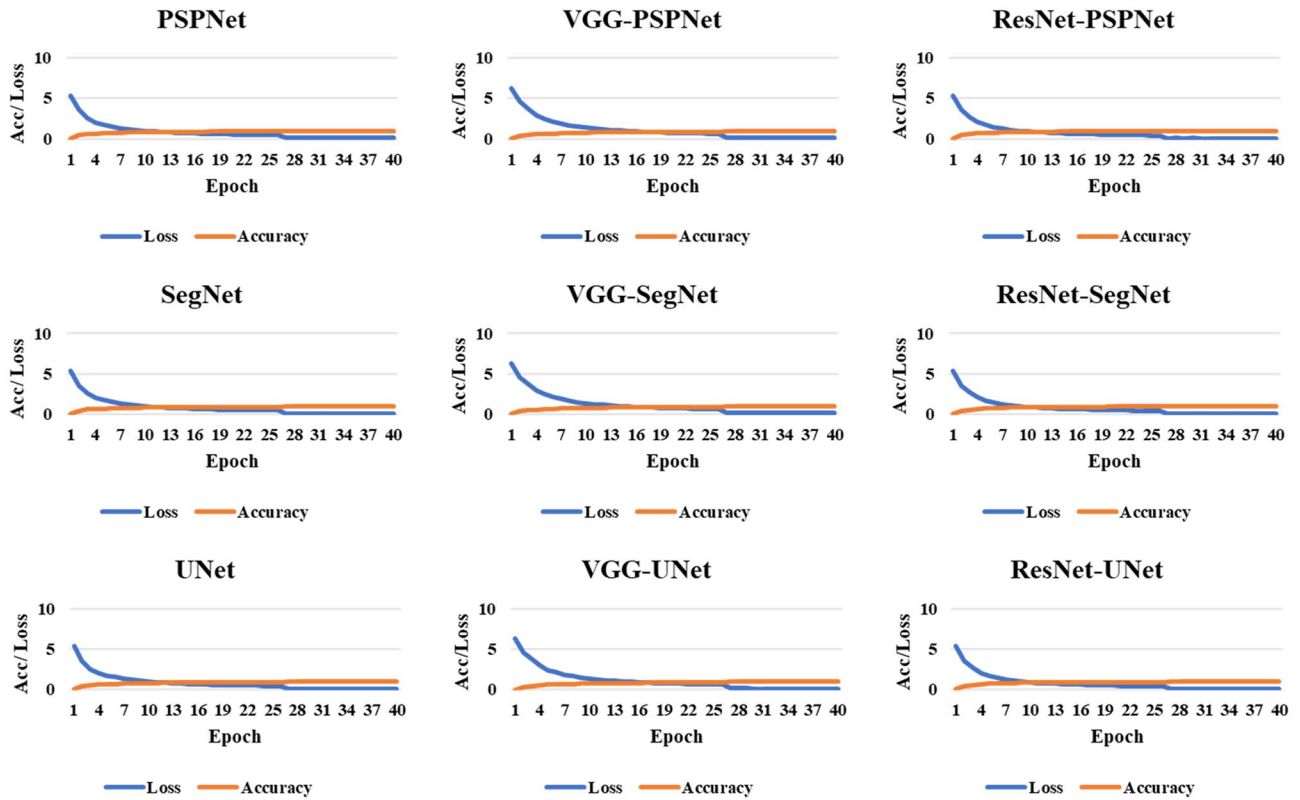 PSPNet
10
5
0
Acc/ Loss
1 4 7 10 13 16 19 22 25 28 31 34 37 40
Epoch
Loss Accuracy
VGG-PSPNet
10
5
0
Acc/Loss
1 4 7 10 13 16 19 22 25 28 31 34 37 40
Epoch
Loss Accuracy
ResNet-PSPNet
10
5
0
Acc/Loss
1 4 7 10 13 16 19 22 25 28 31 34 37 40
Epoch
Loss Accuracy
SegNet
10
5
0
Acc/ Loss
1 4 7 10 13 16 19 22 25 28 31 34 37 40
Epoch
Loss Accuracy
VGG-SegNet
10
5
0
Acc/Loss
1 4 7 10 13 16 19 22 25 28 31 34 37 40
Epoch
Loss Accuracy
ResNet-SegNet
10
5
0
Acc/Loss
1 4 7 10 13 16 19 22 25 28 31 34 37 40
Epoch
Loss Accuracy
UNet
10
5
0
Acc/ Loss
1 4 7 10 13 16 19 22 25 28 31 34 37 40
Epoch
Loss Accuracy
VGG-UNet
10
5
0
Acc/Loss
1 4 7 10 13 16 19 22 25 28 31 34 37 40
Epoch
Loss Accuracy
ResNet-UNet
10
5
0
Acc/Loss
1 4 7 10 13 16 19 22 25 28 31 34 37 40
Epoch
Loss Accuracy